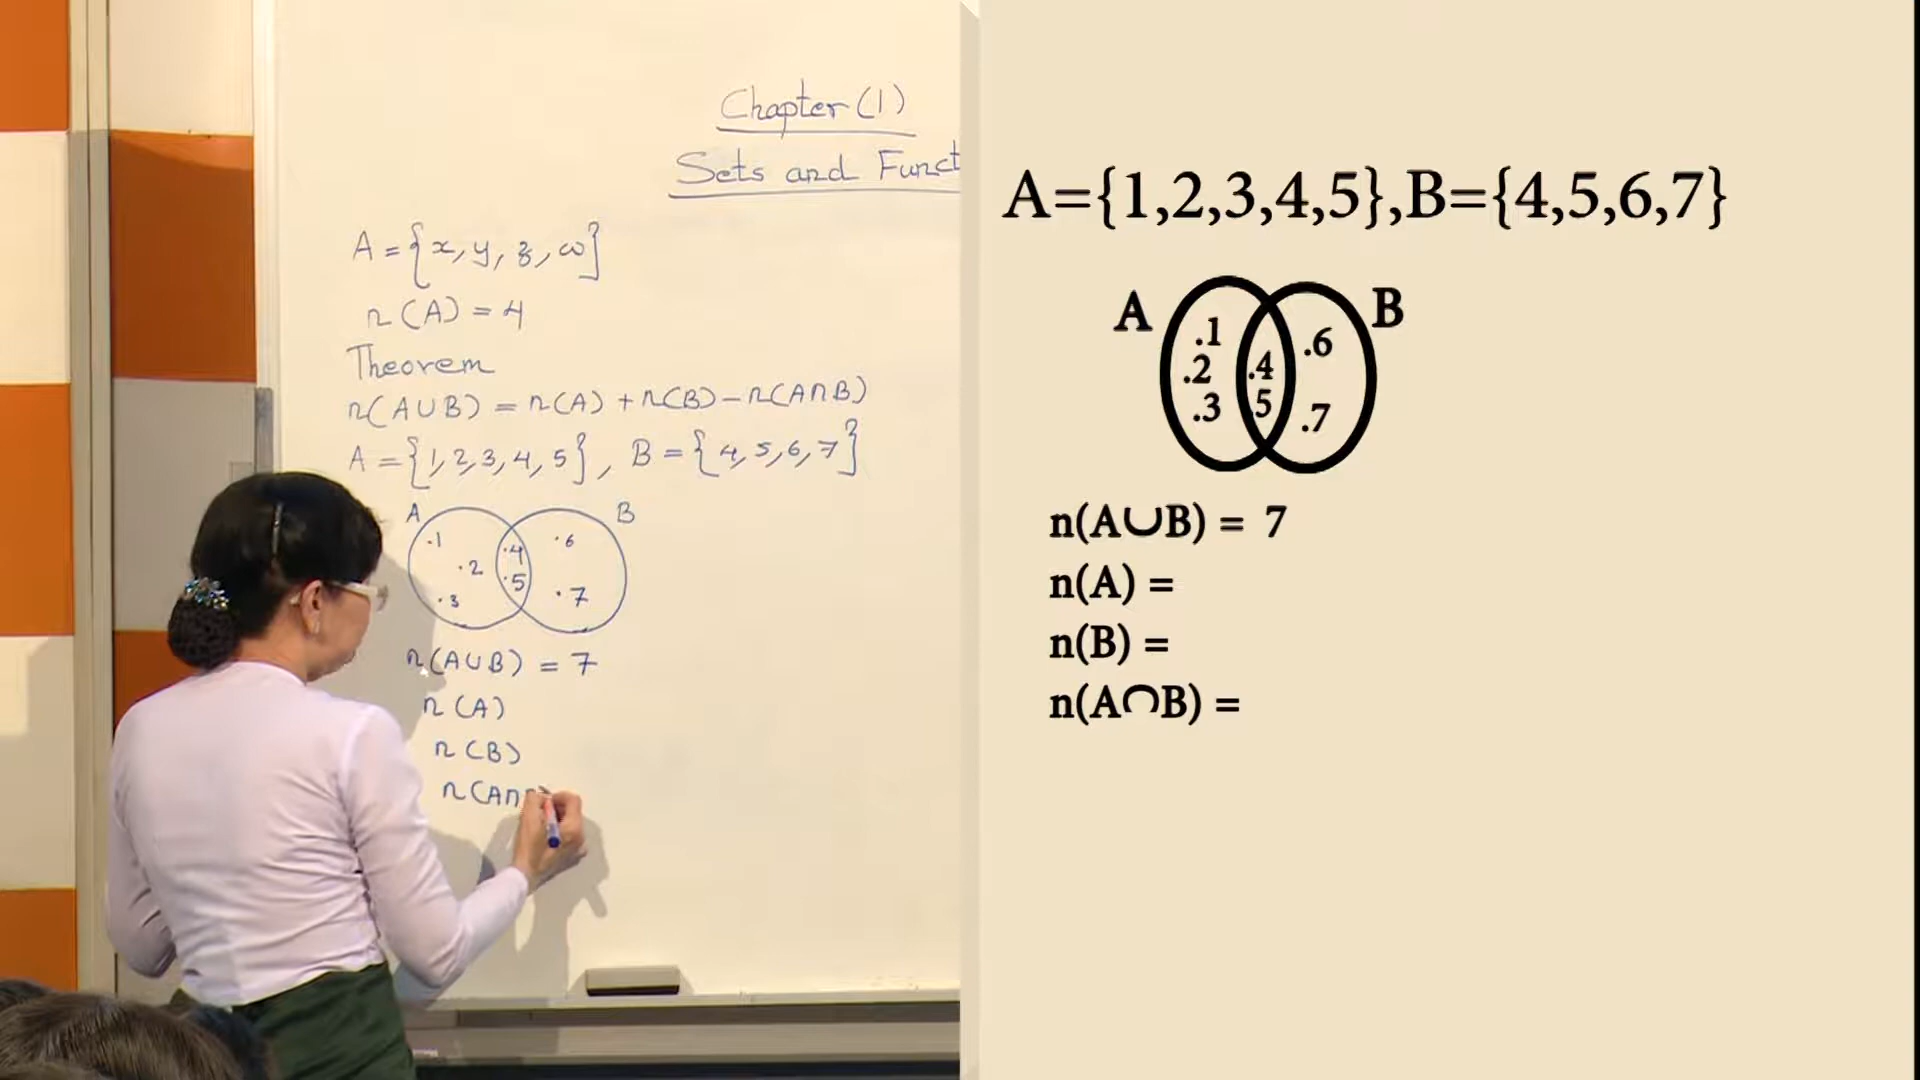 Chapter (1)
Sets and Funct
A = {x, y, z, ω}
n(A) = 4
Theorem
n(A∪B) = n(A) + n(B) - n(A∩B)
A = {1, 2, 3, 4, 5}, B = {4, 5, 6, 7}
A B
.1 .4 .6
.2 .5
.3 .7
n(A∪B) = 7
n(A)
n(B)
n(A∩
A={1,2,3,4,5},B={4,5,6,7}
A B
.1 .6
.2 .4
.3 .5 .7
n(A∪B) = 7
n(A) =
n(B) =
n(A∩B) =